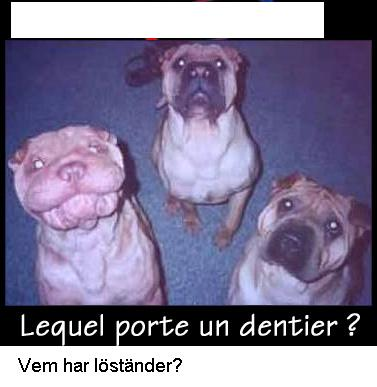 Lequel porte un dentier ?
Vem har löständer?